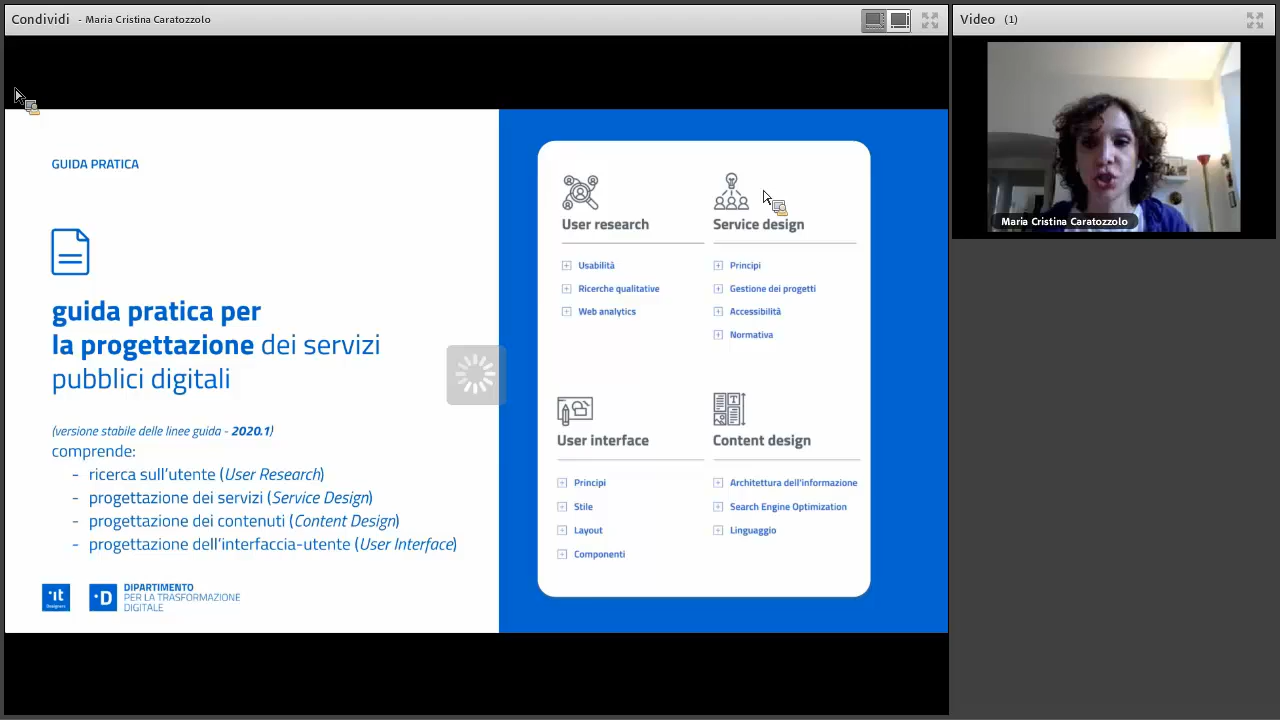 Condividi - Maria Cristina Caratozzolo
Video (1)
Maria Cristina Caratozzolo
GUIDA PRATICA
guida pratica per
la progettazione dei servizi
pubblici digitali
(versione stabile delle linee guida - 2020.1)
comprende:
- ricerca sull'utente (User Research)
- progettazione dei servizi (Service Design)
- progettazione dei contenuti (Content Design)
- progettazione dell'interfaccia-utente (User Interface)
·it
Designers
·D
DIPARTIMENTO
PER LA TRASFORMAZIONE
DIGITALE
User research
Usabilità
Ricerche qualitative
Web analytics
Service design
Principi
Gestione dei progetti
Accessibilità
Normativa
User interface
Principi
Stile
Layout
Componenti
Content design
Architettura dell'informazione
Search Engine Optimization
Linguaggio